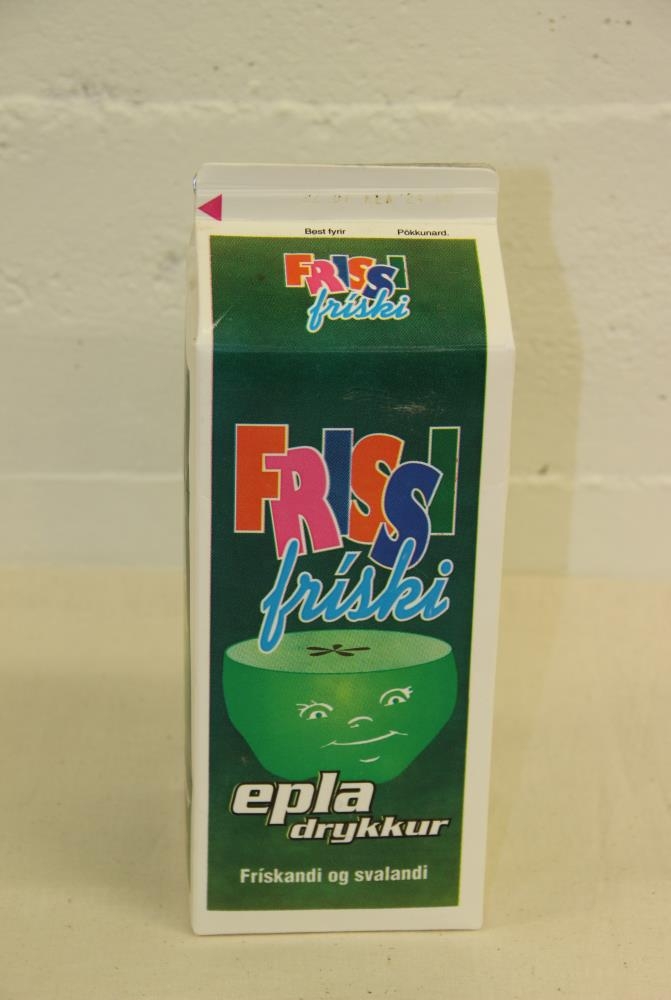 Best fyrir Pökkunard.
FRISSI
fríski
FRISSI
fríski
epla
drykkur
Frískandi og svalandi